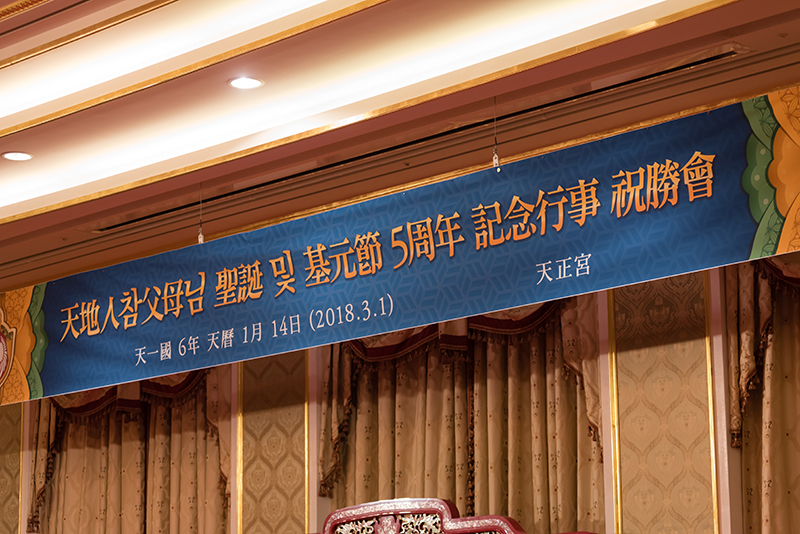 天地人참父母님 聖誕 및 基元節 5周年 記念行事 祝勝會
天一國 6年 天曆 1月 14日 (2018.3.1)
天正宮